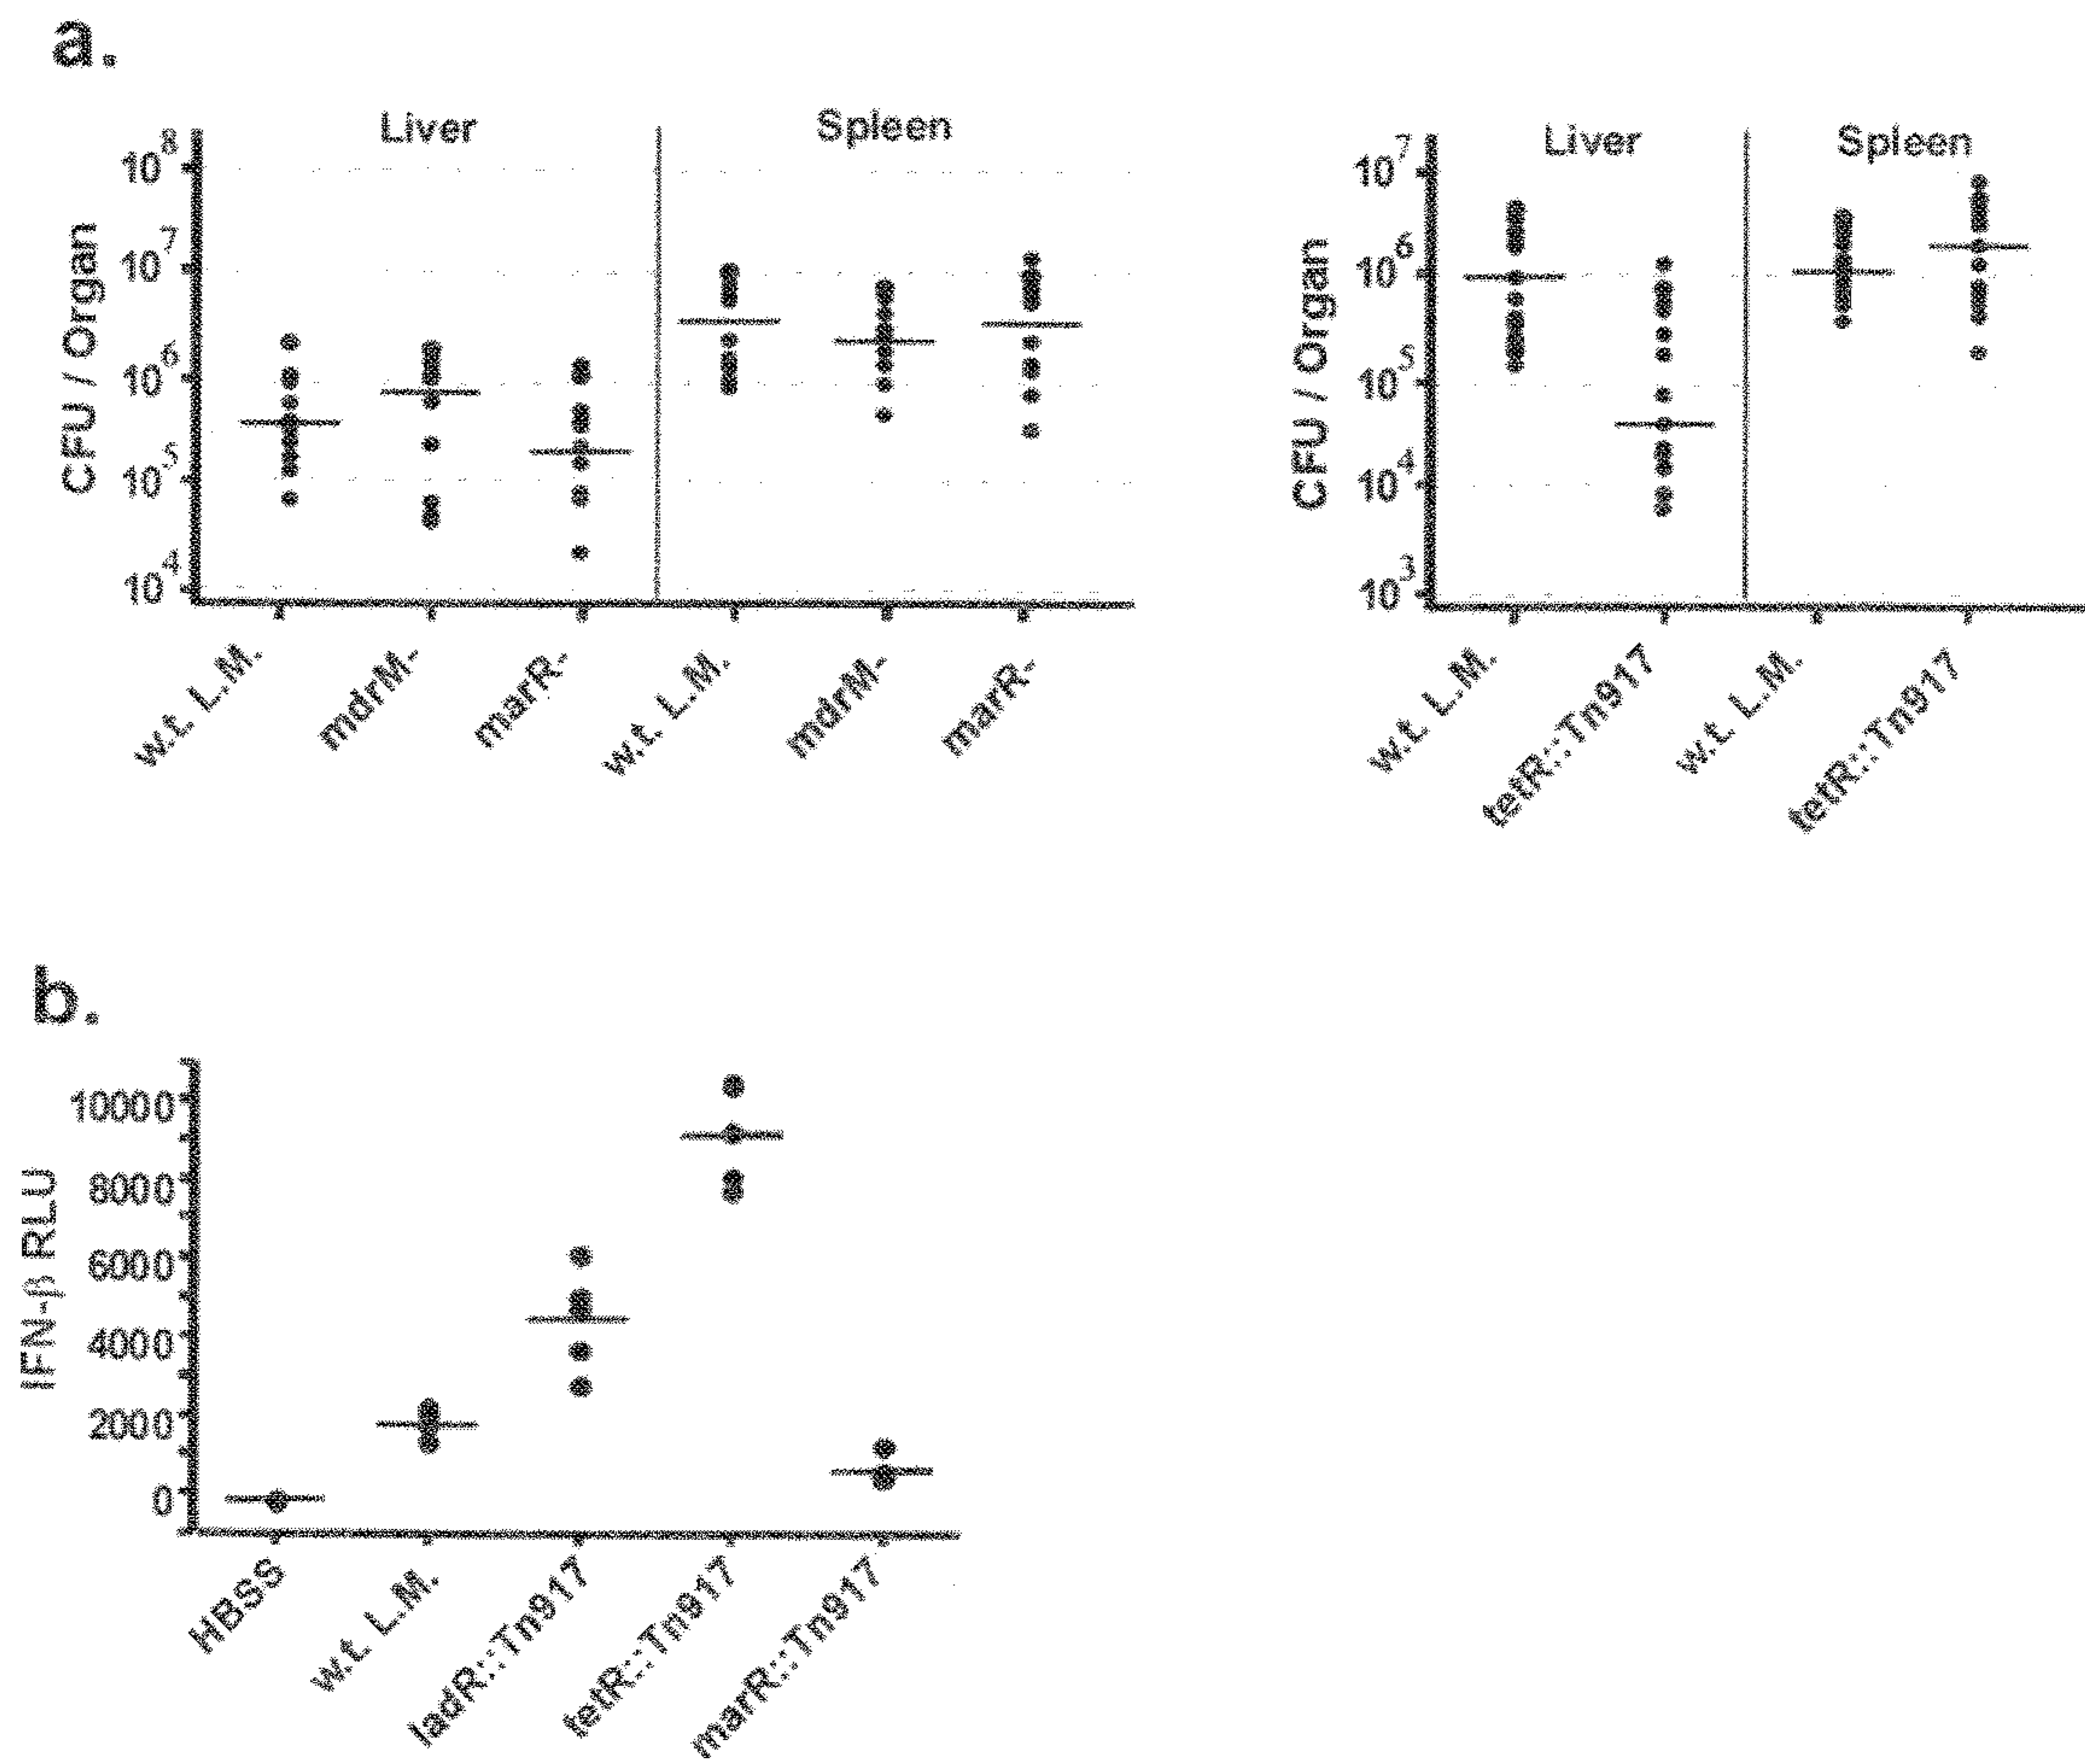 a.
Liver Spleen
10^8
10^7
10^6
10^5
10^4
CFU / Organ
w.t. L.M. mdrM- marR- w.t. L.M. mdrM- marR-
Liver Spleen
10^7
10^6
10^5
10^4
10^3
CFU / Organ
w.t. L.M. tetR::Tn917 w.t. L.M. tetR::Tn917
b.
10000
8000
6000
4000
2000
0
IFN-β RLU
HBSS w.t. L.M. ladR::Tn917 tetR::Tn917 marR::Tn917